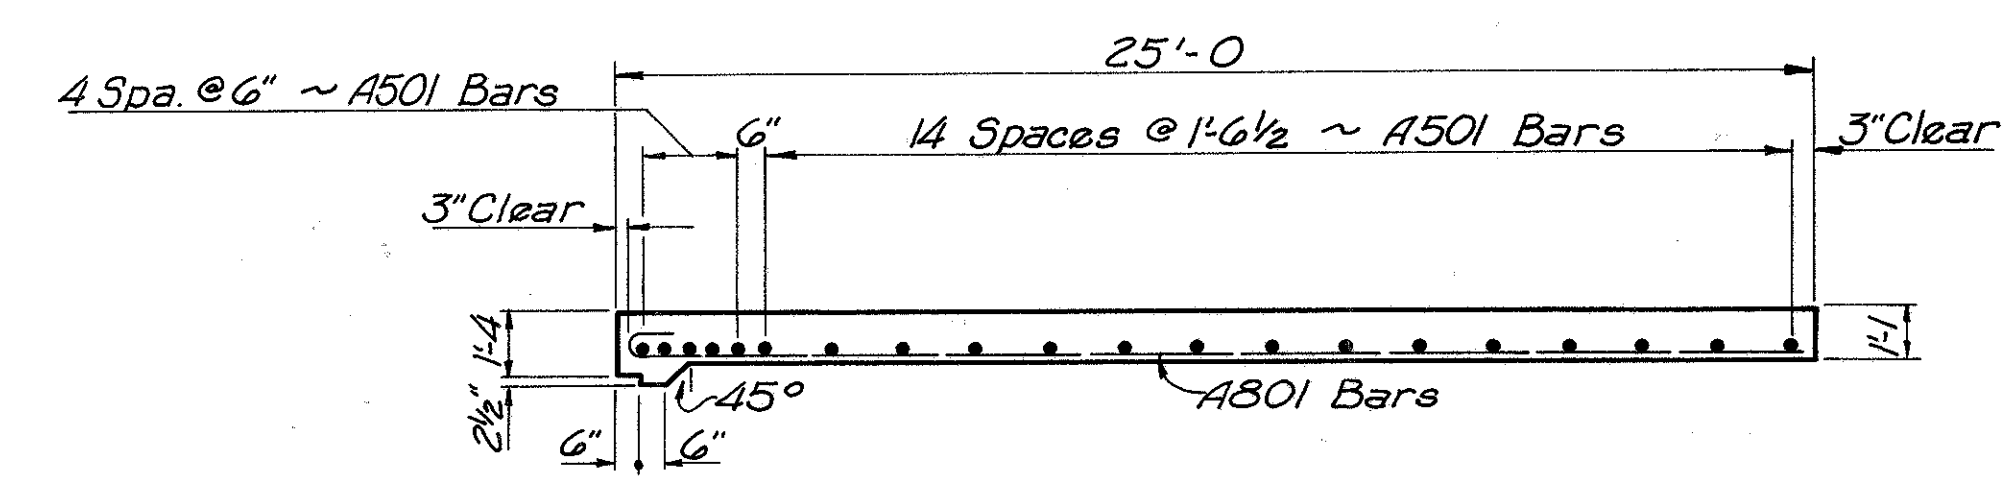 25'-0
4 Spa. @ 6" ~ A501 Bars
6"
14 Spaces @ 1'-6½ ~ A501 Bars
3" Clear
3" Clear
1'-4
1'-1
2½"
45°
A801 Bars
6"
6"